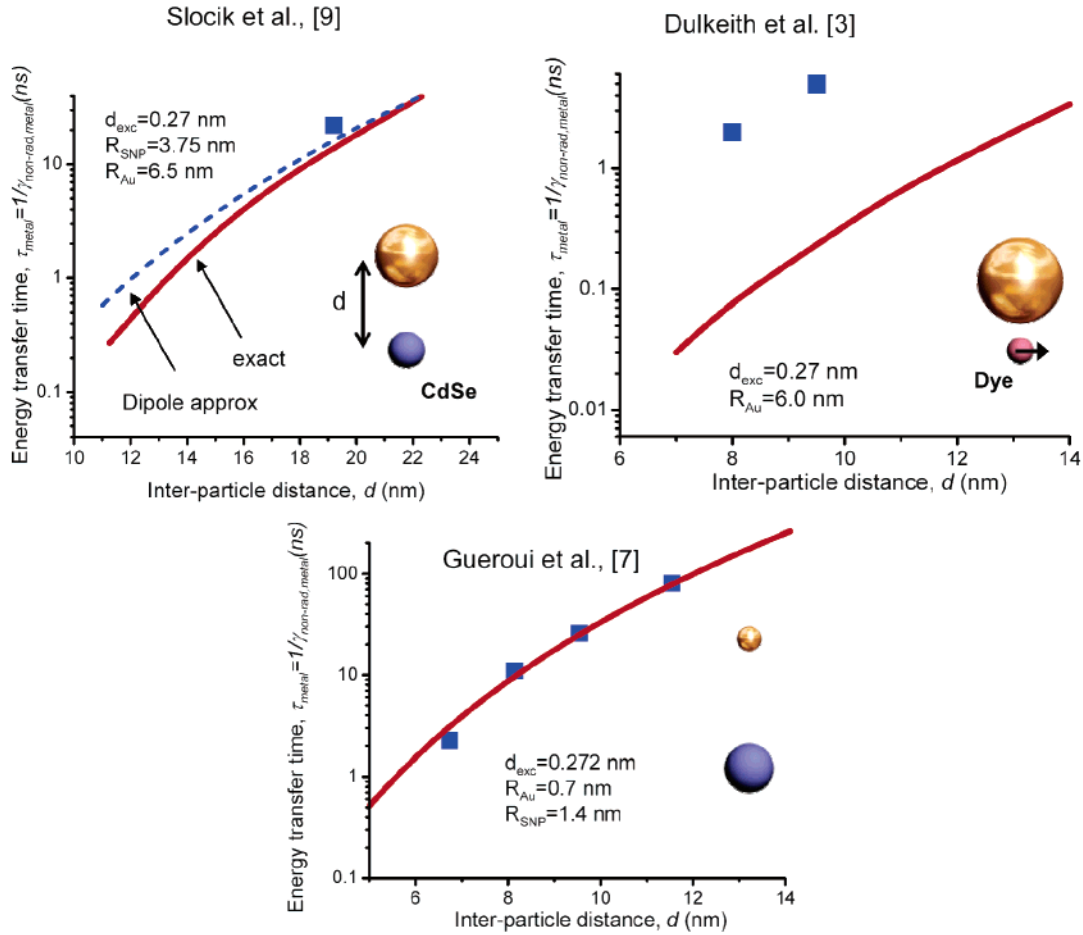 Slocik et al., [9]
Energy transfer time, τmetal=1/γnon-rad,metal(ns)
10
1
0.1
dexc=0.27 nm
RSNP=3.75 nm
RAu=6.5 nm
d
exact
Dipole approx
CdSe
10 12 14 16 18 20 22 24
Inter-particle distance, d (nm)
Dulkeith et al. [3]
Energy transfer time, τmetal=1/γnon-rad,metal(ns)
1
0.1
0.01
Dye
dexc=0.27 nm
RAu=6.0 nm
6 8 10 12 14
Inter-particle distance, d (nm)
Gueroui et al., [7]
Energy transfer time, τmetal=1/γnon-rad,metal(ns)
100
10
1
0.1
dexc=0.272 nm
RAu=0.7 nm
RSNP=1.4 nm
6 8 10 12 14
Inter-particle distance, d (nm)